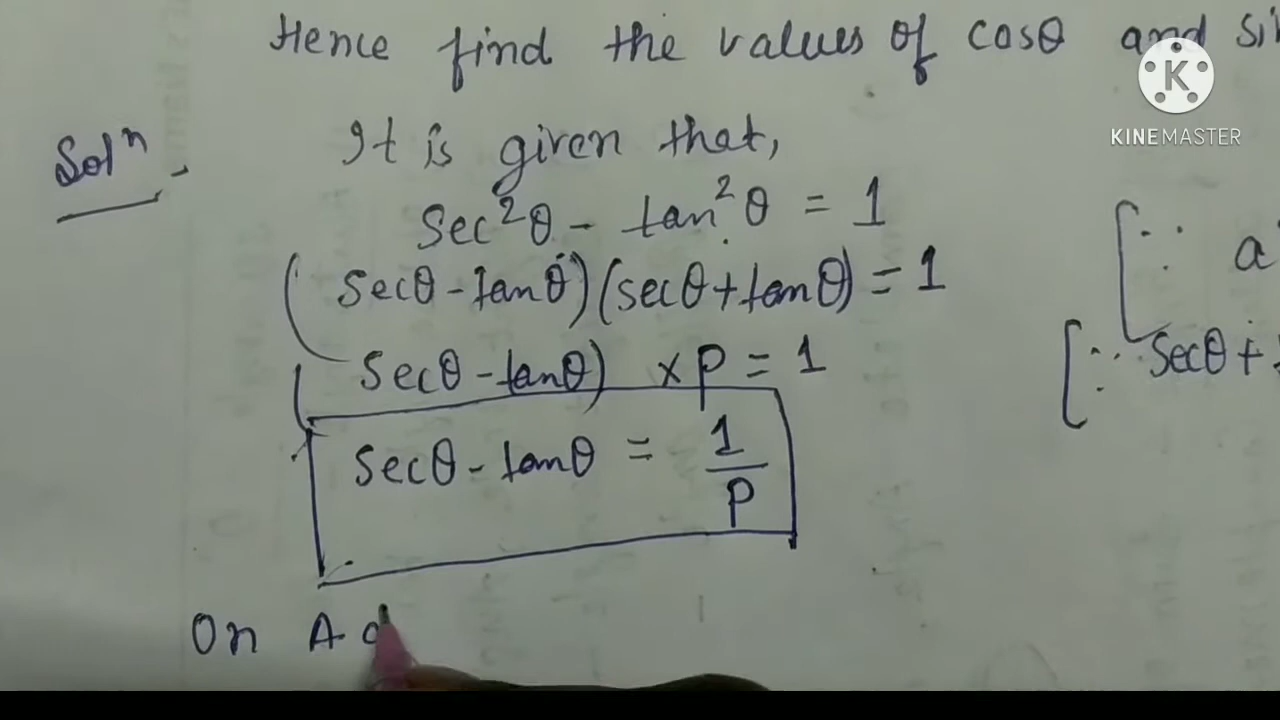 Hence find the values of cosθ and si
KINEMASTER
Solⁿ.
It is given that,
Sec²θ - tan²θ = 1
(secθ - tanθ)(secθ + tanθ) = 1
[∵ a
(secθ - tanθ) × p = 1
[∵ secθ +
secθ - tanθ = 1/p
On Ad